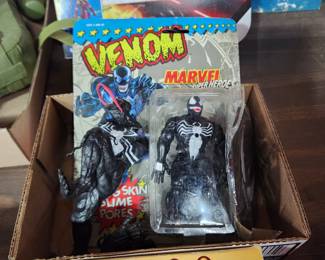 VENOM
MARVEL
SUPER HEROES
SKIN
SLIME
PORES